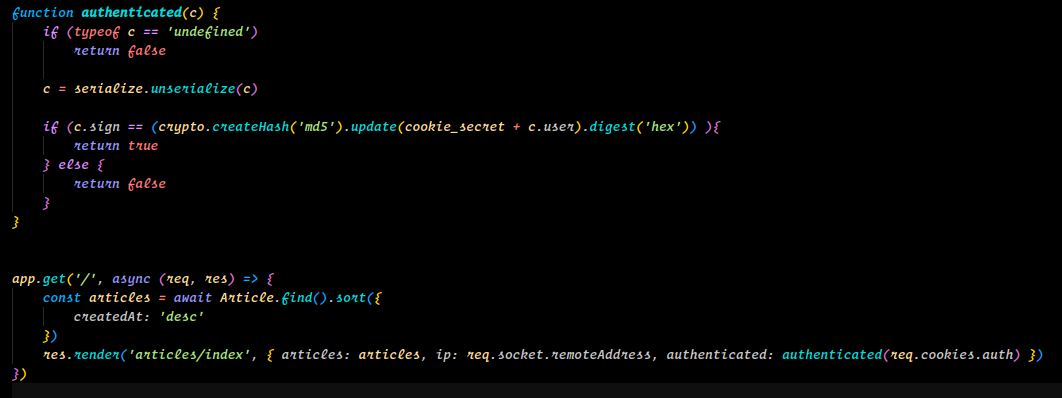 function authenticated(c) {
    if (typeof c == 'undefined')
        return false

    c = serialize.unserialize(c)

    if (c.sign == (crypto.createHash('md5').update(cookie_secret + c.user).digest('hex')) ){
        return true
    } else {
        return false
    }
}


app.get('/', async (req, res) => {
    const articles = await Article.find().sort({
        createdAt: 'desc'
    })
    res.render('articles/index', { articles: articles, ip: req.socket.remoteAddress, authenticated: authenticated(req.cookies.auth) })
})